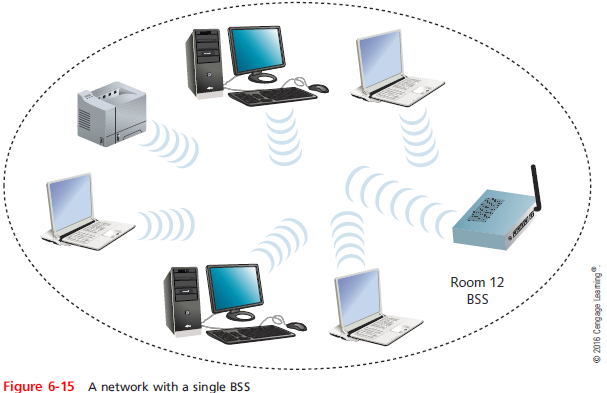 Room 12
BSS
© 2016 Cengage Learning®.
Figure 6-15 A network with a single BSS